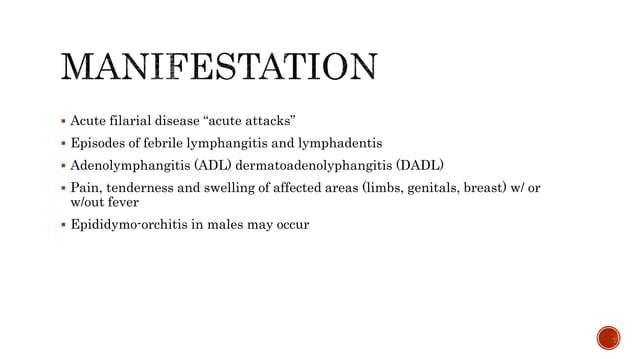 MANIFESTATION
▪ Acute filarial disease “acute attacks”
▪ Episodes of febrile lymphangitis and lymphadentis
▪ Adenolymphangitis (ADL) dermatoadenolyphangitis (DADL)
▪ Pain, tenderness and swelling of affected areas (limbs, genitals, breast) w/ or
w/out fever
▪ Epididymo-orchitis in males may occur